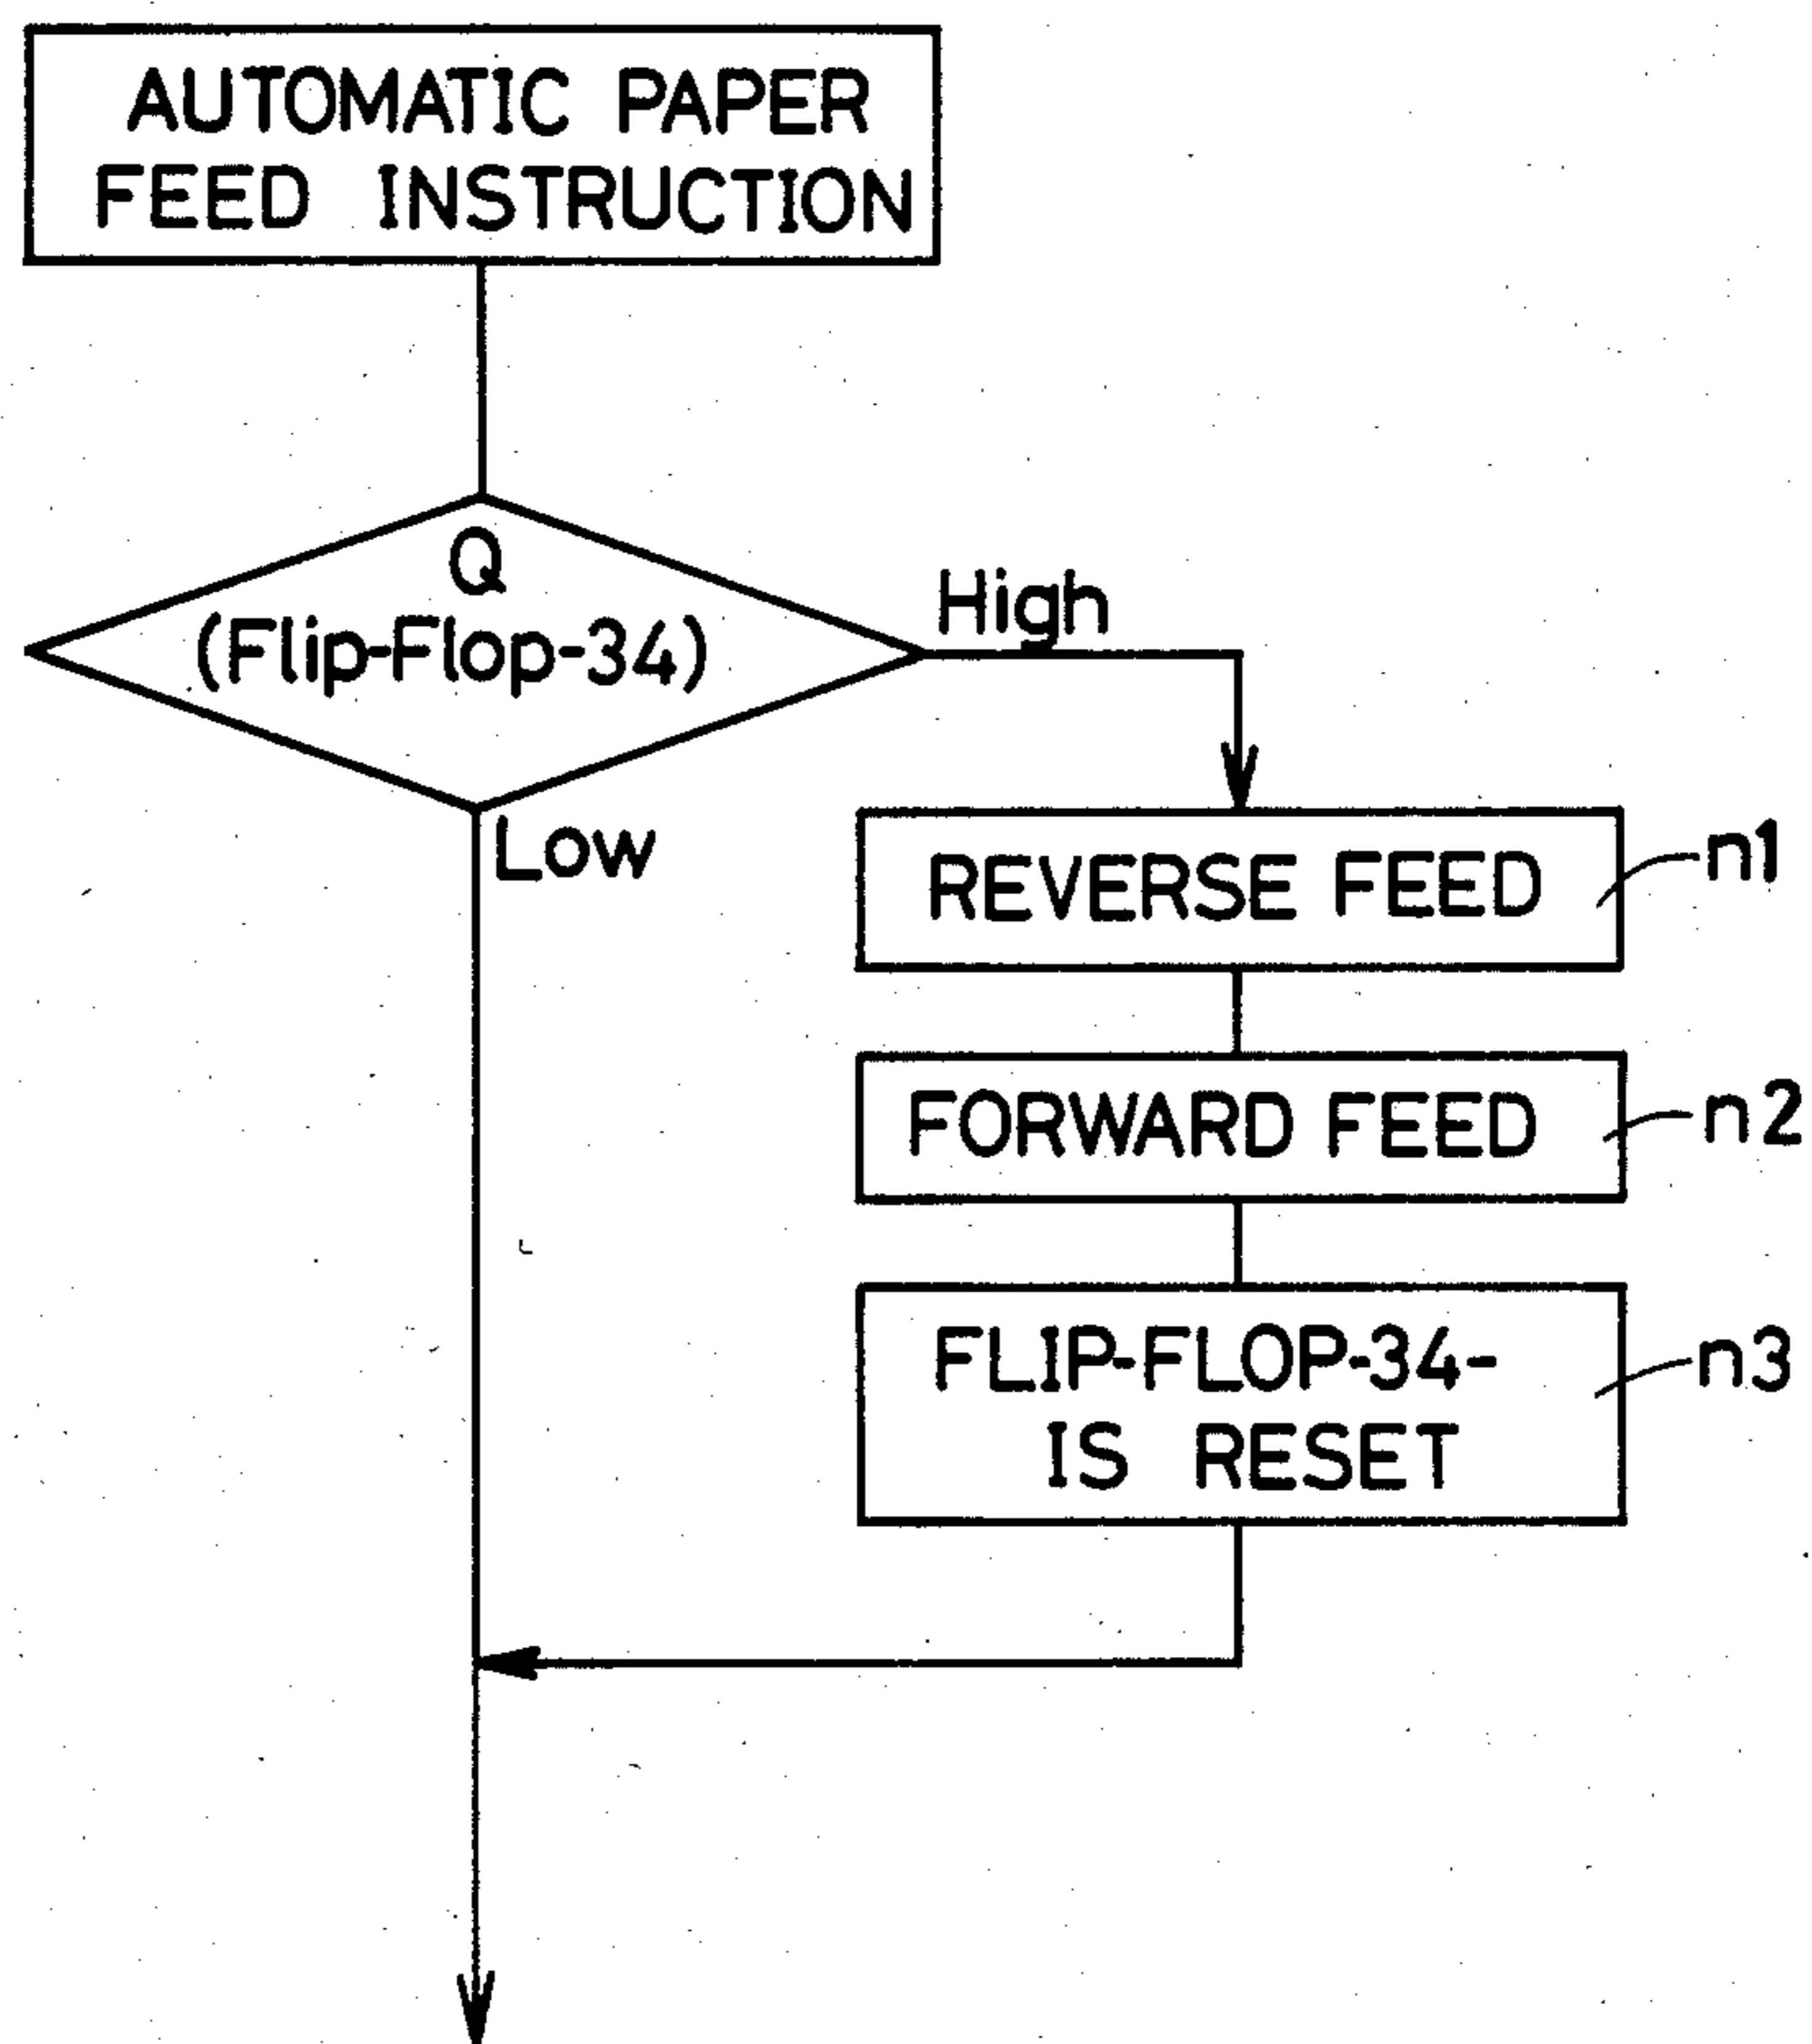 AUTOMATIC PAPER
FEED INSTRUCTION
Q
(Flip-Flop-34)
High
Low
REVERSE FEED
n1
FORWARD FEED
n2
FLIP-FLOP-34-
IS RESET
n3